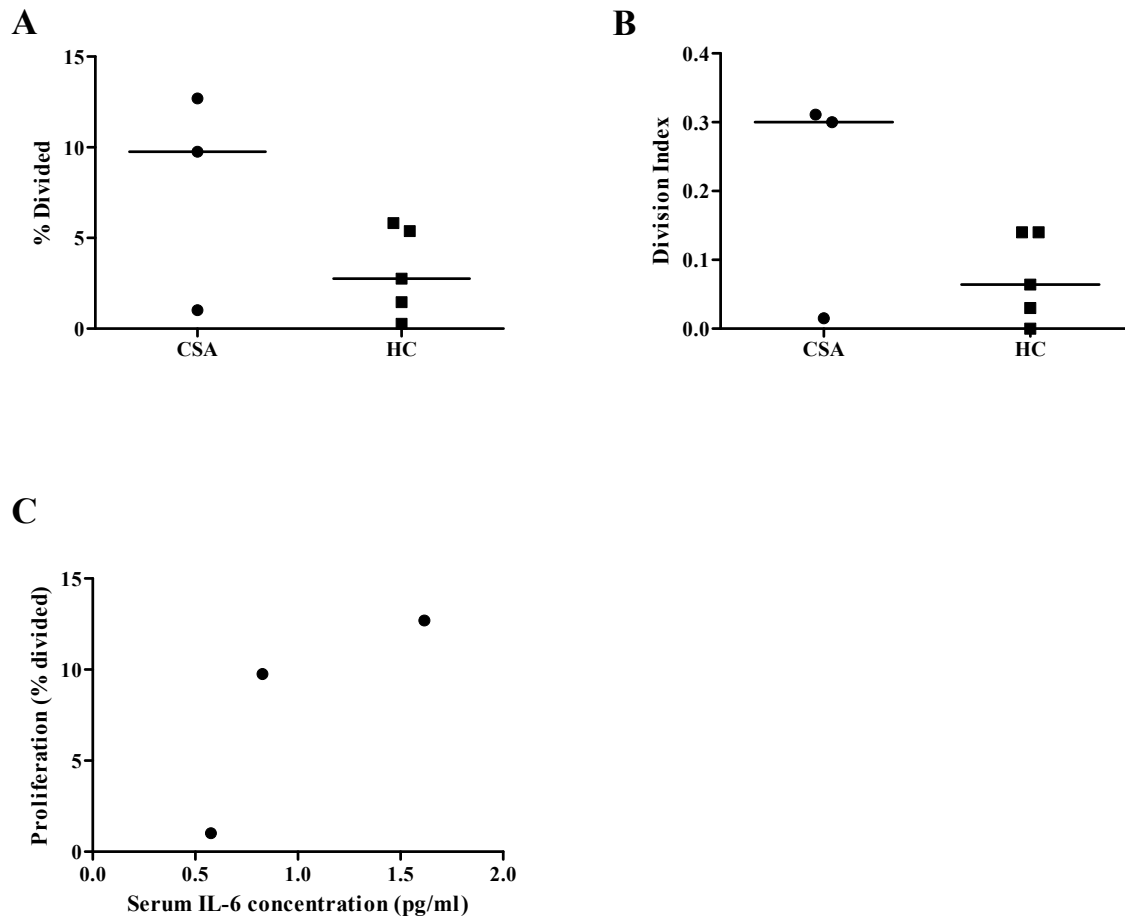 A
% Divided
15
10
5
0
CSA HC
B
Division Index
0.4
0.3
0.2
0.1
0.0
CSA HC
C
Proliferation (% divided)
15
10
5
0
0.0 0.5 1.0 1.5 2.0
Serum IL-6 concentration (pg/ml)